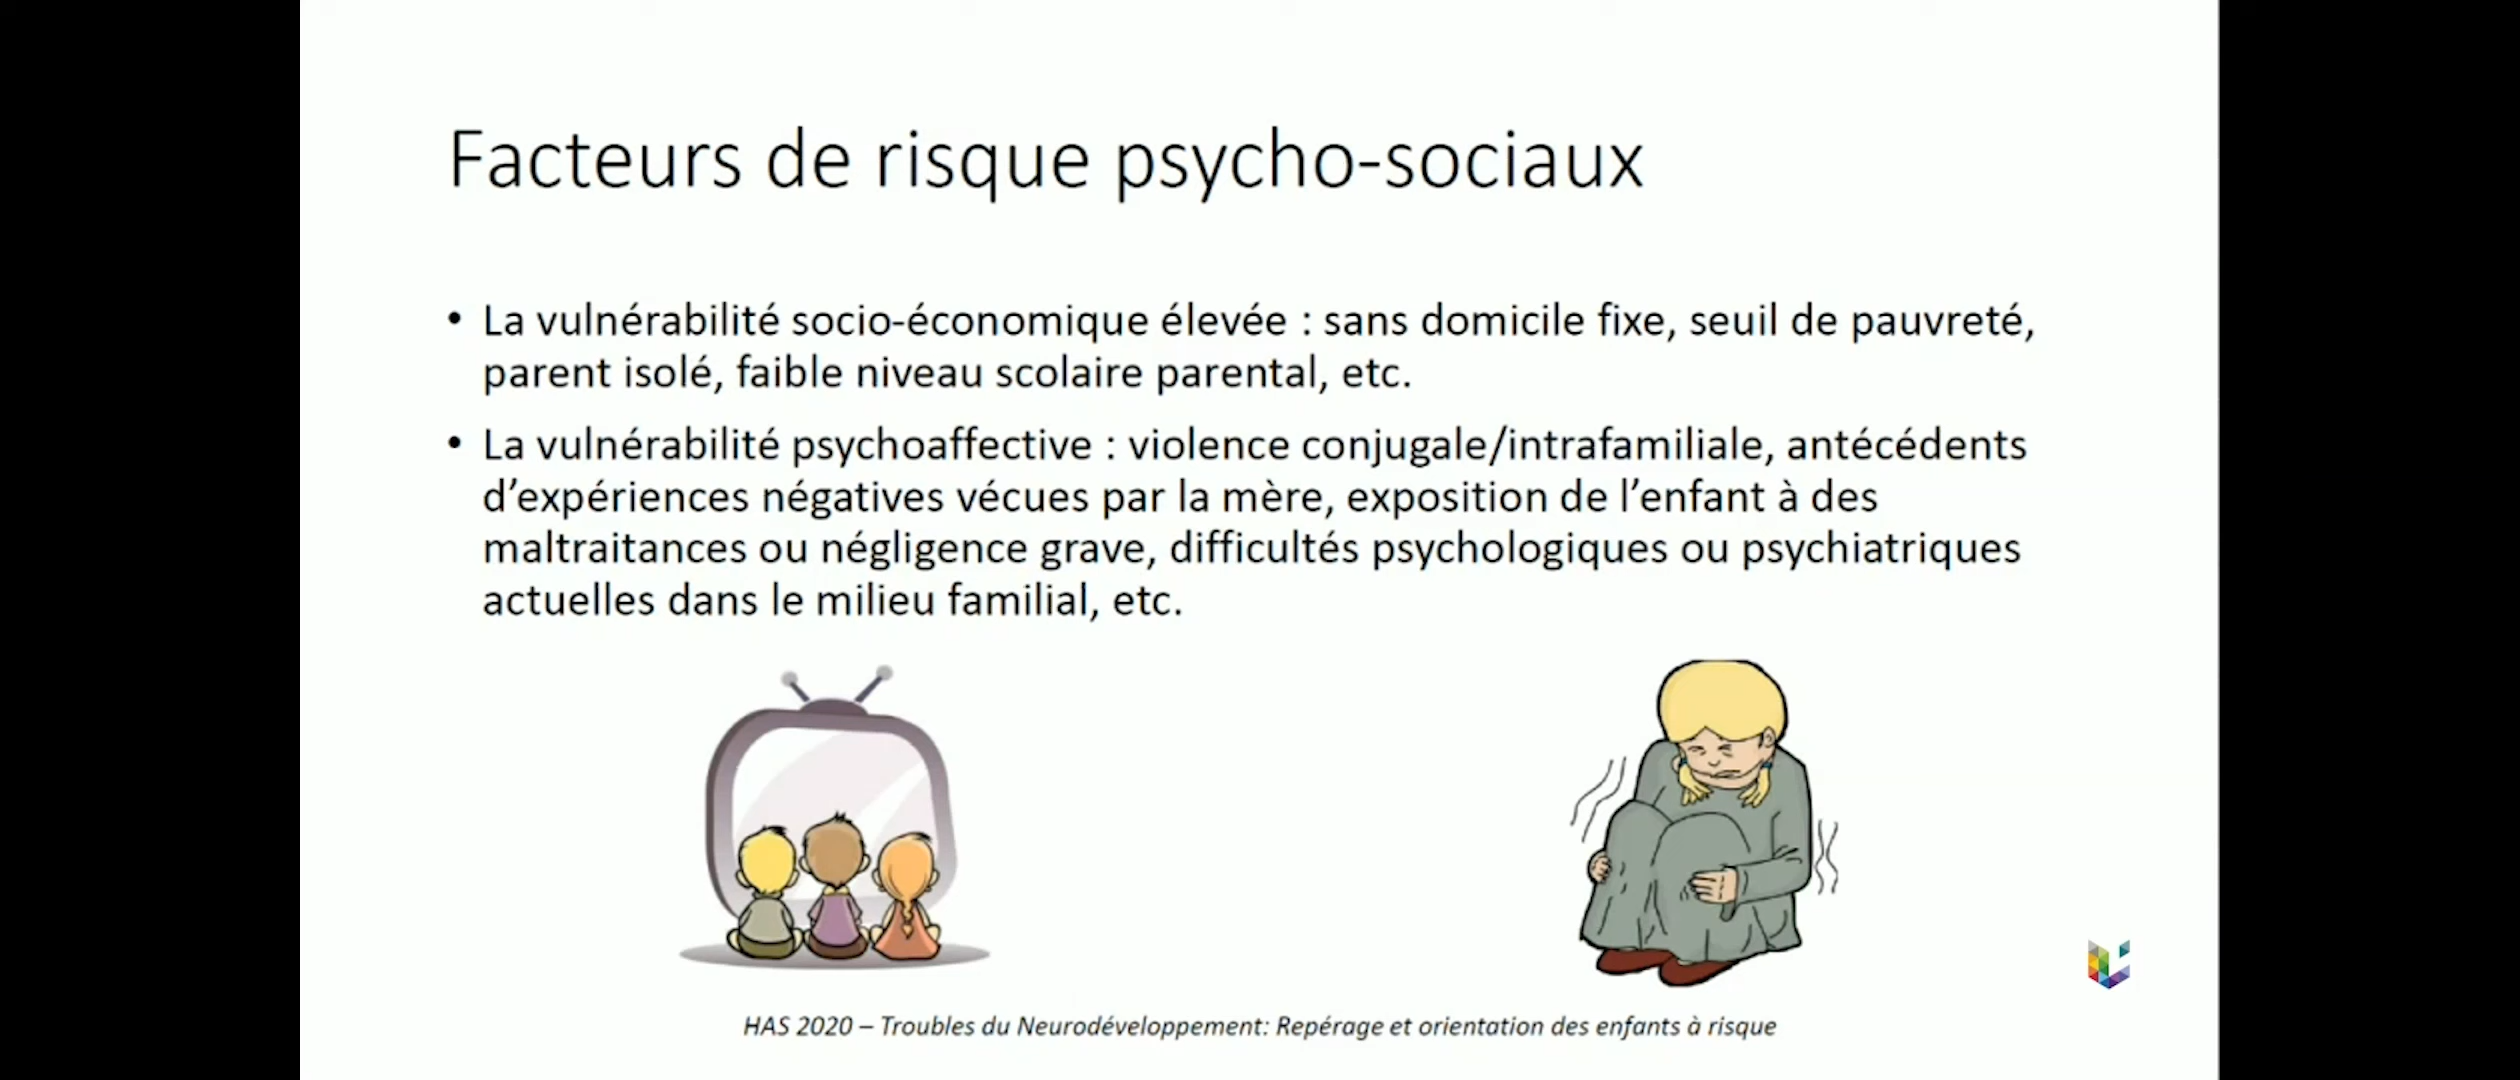 Facteurs de risque psycho-sociaux
• La vulnérabilité socio-économique élevée : sans domicile fixe, seuil de pauvreté,
parent isolé, faible niveau scolaire parental, etc.
• La vulnérabilité psychoaffective : violence conjugale/intrafamiliale, antécédents
d’expériences négatives vécues par la mère, exposition de l’enfant à des
maltraitances ou négligence grave, difficultés psychologiques ou psychiatriques
actuelles dans le milieu familial, etc.
HAS 2020 – Troubles du Neurodéveloppement: Repérage et orientation des enfants à risque